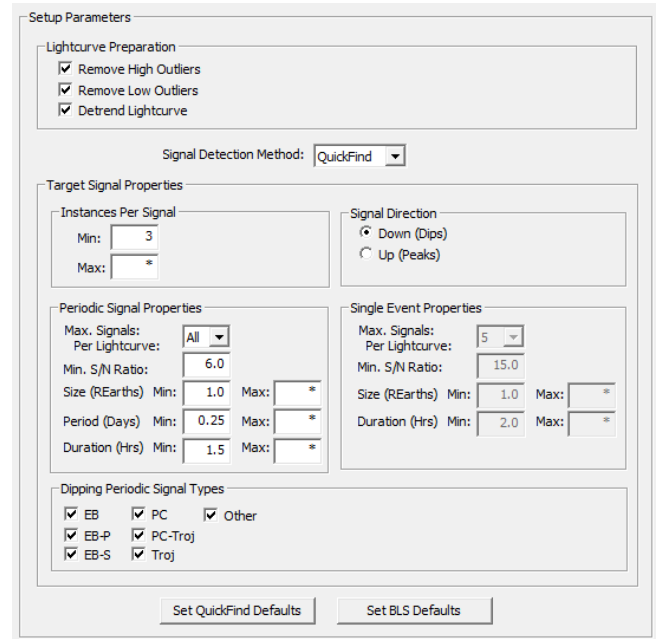 Setup Parameters
Lightcurve Preparation
Remove High Outliers
Remove Low Outliers
Detrend Lightcurve
Signal Detection Method: QuickFind
Target Signal Properties
Instances Per Signal
Min: 3
Max: *
Signal Direction
Down (Dips)
Up (Peaks)
Periodic Signal Properties
Max. Signals:
Per Lightcurve: All
Min. S/N Ratio: 6.0
Size (REarths) Min: 1.0 Max: *
Period (Days) Min: 0.25 Max: *
Duration (Hrs) Min: 1.5 Max: *
Single Event Properties
Max. Signals:
Per Lightcurve: 5
Min. S/N Ratio: 15.0
Size (REarths) Min: 1.0 Max: *
Duration (Hrs) Min: 2.0 Max: *
Dipping Periodic Signal Types
EB PC Other
EB-P PC-Troj
EB-S Troj
Set QuickFind Defaults Set BLS Defaults